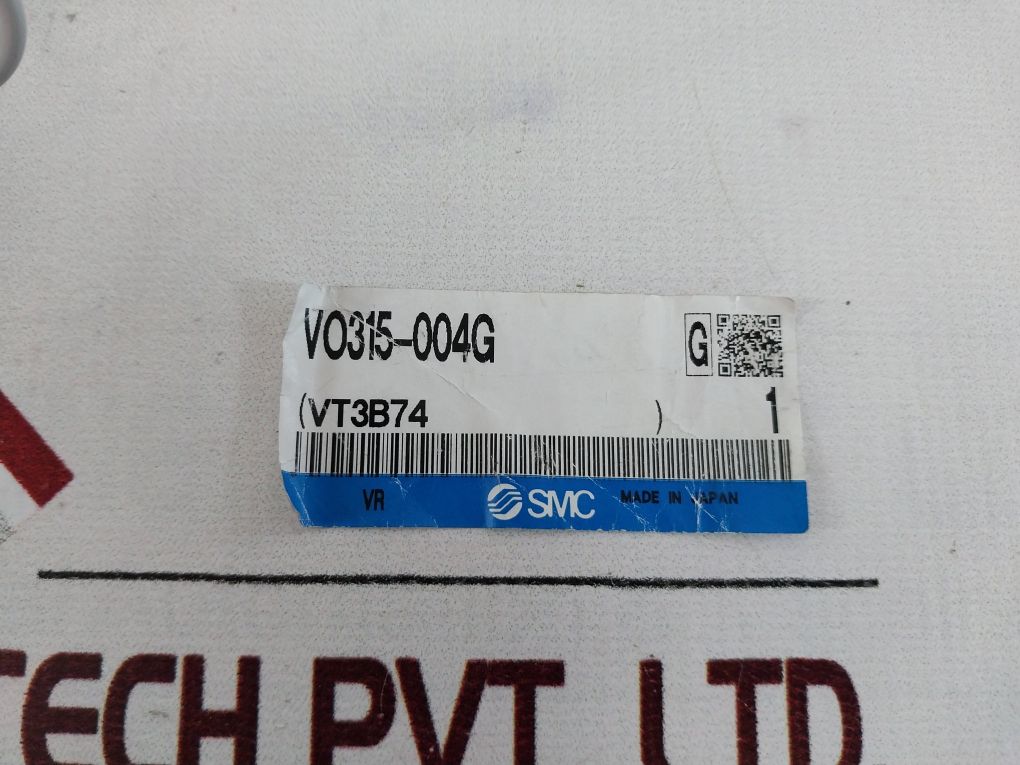 VO315-004G G
(VT3B74 ) 1
VR SMC MADE IN JAPAN
TECH PVT. LTD